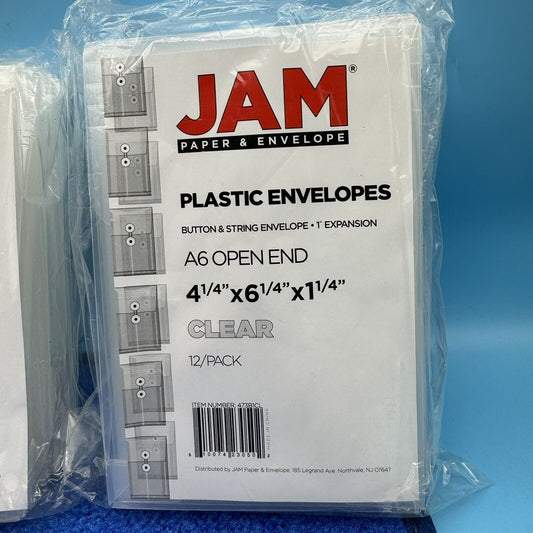 JAM®
PAPER & ENVELOPE
PLASTIC ENVELOPES
BUTTON & STRING ENVELOPE • 1" EXPANSION
A6 OPEN END
4 1/4" x 6 1/4" x 1 1/4"
CLEAR
12/PACK
ITEM NUMBER: 473B1CL
MADE IN CHINA
Distributed by JAM Paper & Envelope, 185 Legrand Ave. Northvale, NJ 07647